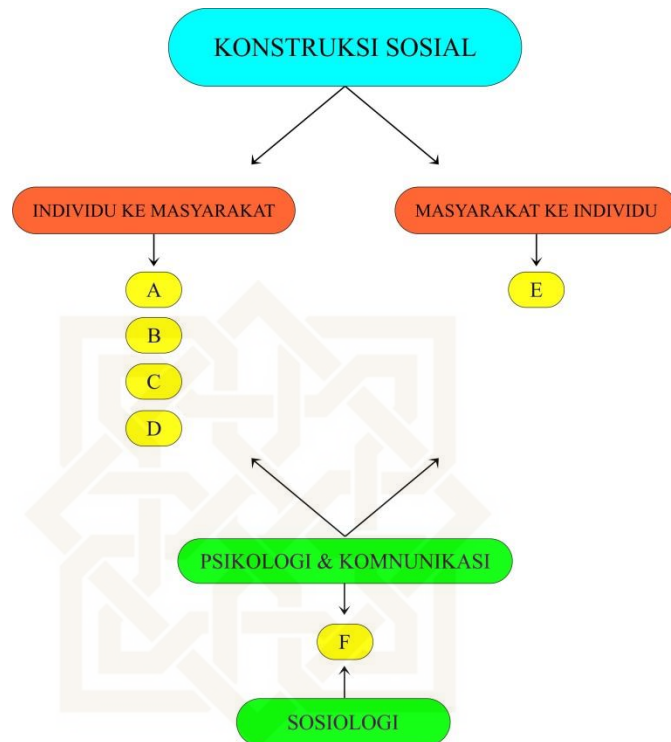 KONSTRUKSI SOSIAL
INDIVIDU KE MASYARAKAT
MASYARAKAT KE INDIVIDU
A
E
B
C
D
PSIKOLOGI & KOMNUNIKASI
F
SOSIOLOGI